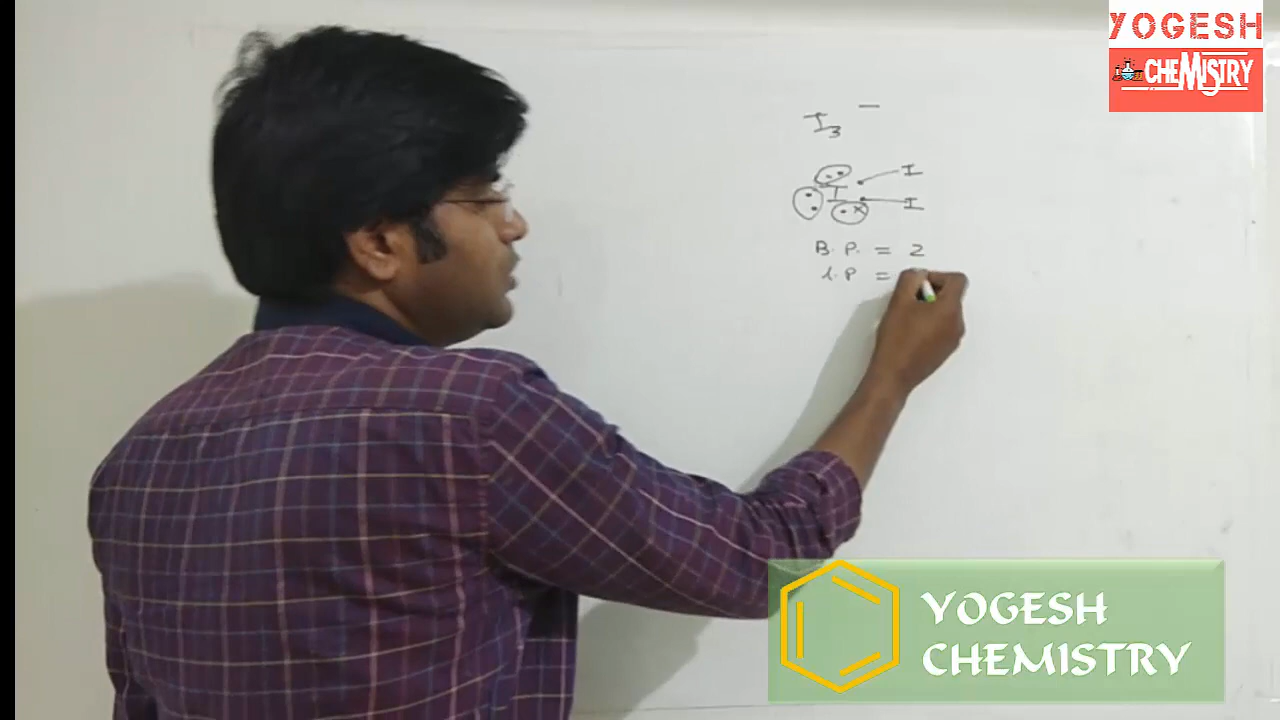 YOGESH
CHEMISTRY
I₃⁻
I
I
I
B.P. = 2
l.P =
YOGESH
CHEMISTRY